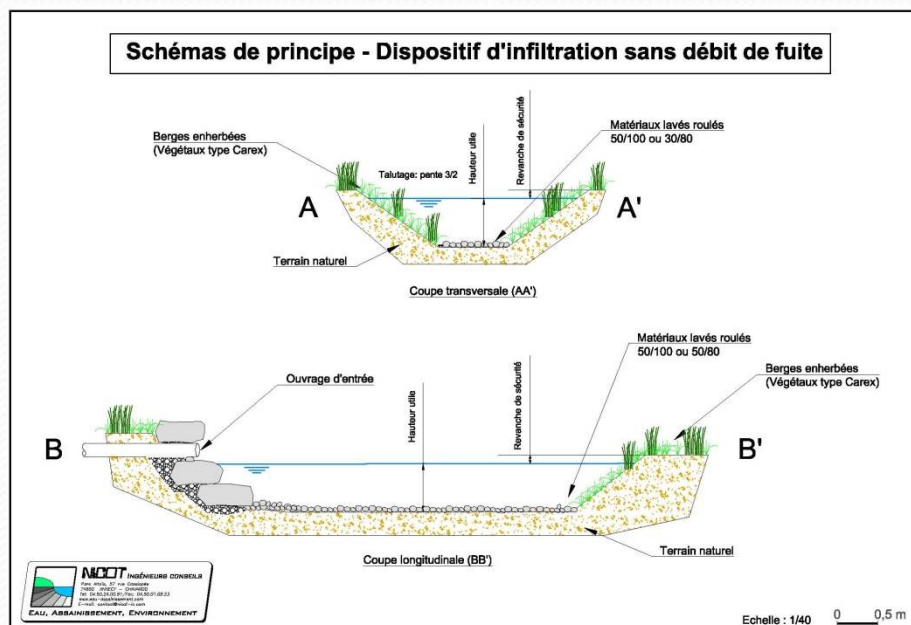 Schémas de principe - Dispositif d'infiltration sans débit de fuite
Berges enherbées
(Végétaux type Carex)
Talutage: pente 3/2
Hauteur utile
Revanche de sécurité
Matériaux lavés roulés
50/100 ou 30/80
A
A'
Terrain naturel
Coupe transversale (AA')
Matériaux lavés roulés
50/100 ou 50/80
Ouvrage d'entrée
Hauteur utile
Revanche de sécurité
Berges enherbées
(Végétaux type Carex)
B
B'
Terrain naturel
Coupe longitudinale (BB')
NICOT INGÉNIEURS CONSEILS
EAU, ASSAINISSEMENT, ENVIRONNEMENT
Echelle : 1/40
0 0,5 m